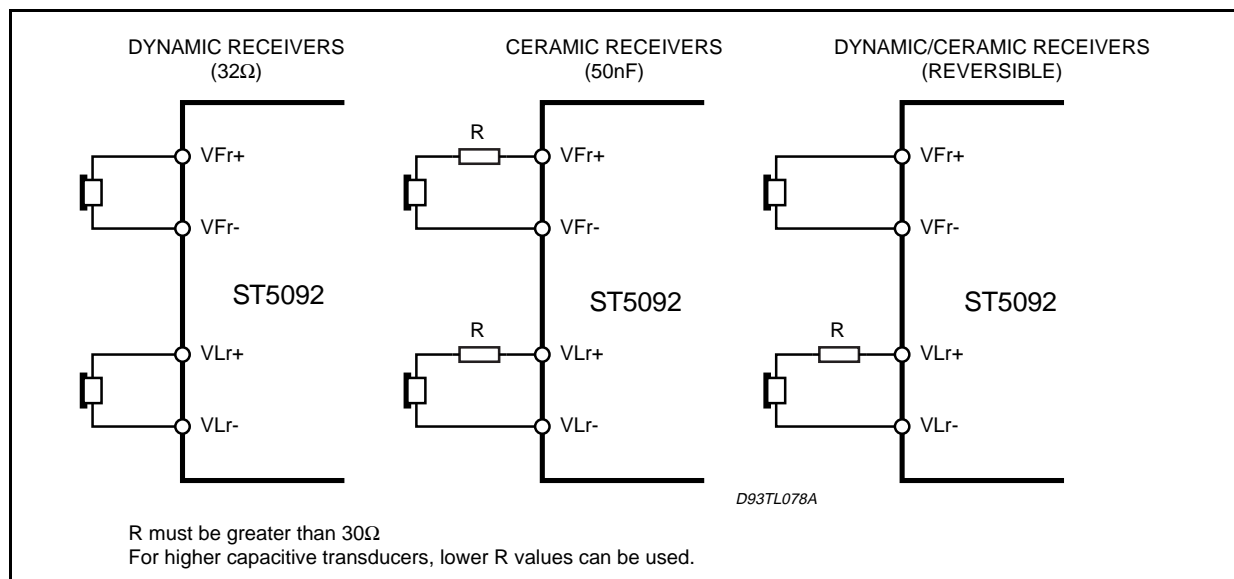 DYNAMIC RECEIVERS
(32Ω)
CERAMIC RECEIVERS
(50nF)
DYNAMIC/CERAMIC RECEIVERS
(REVERSIBLE)
VFr+
VFr-
ST5092
VLr+
VLr-
R
VFr+
VFr-
ST5092
R
VLr+
VLr-
VFr+
VFr-
ST5092
R
VLr+
VLr-
D93TL078A
R must be greater than 30Ω
For higher capacitive transducers, lower R values can be used.